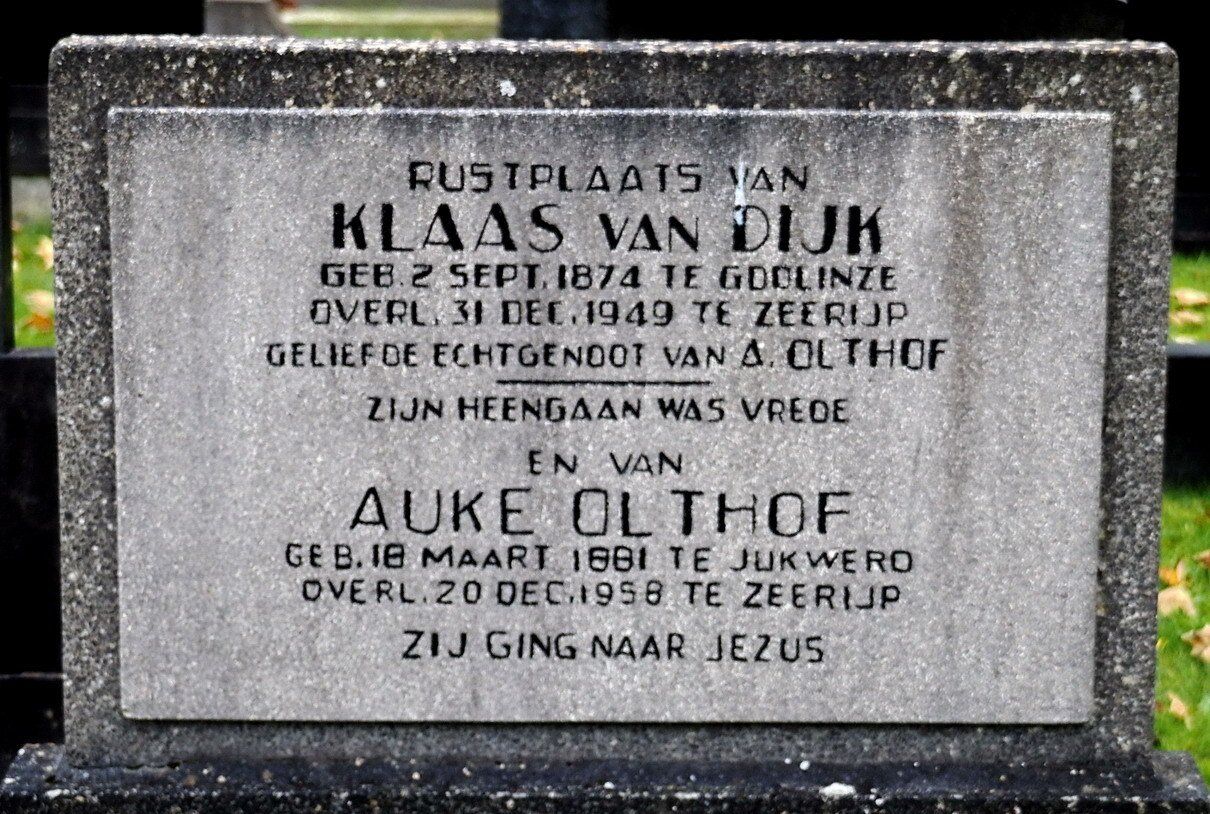 RUSTPLAATS VAN
KLAAS VAN DIJK
GEB. 2 SEPT. 1874 TE GODLINZE
OVERL. 31 DEC. 1949 TE ZEERIJP
GELIEFDE ECHTGENOOT VAN A. OLTHOF
ZIJN HEENGAAN WAS VREDE
EN VAN
AUKE OLTHOF
GEB. 18 MAART 1881 TE JUKWERD
OVERL. 20 DEC. 1958 TE ZEERIJP
ZIJ GING NAAR JEZUS